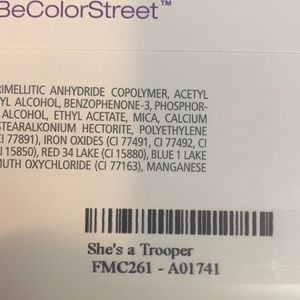 BeColorStreet™
RIMELLITIC ANHYDRIDE COPOLYMER, ACETYL
YL ALCOHOL, BENZOPHENONE-3, PHOSPHOR-
ALCOHOL, ETHYL ACETATE, MICA, CALCIUM
STEARALKONIUM HECTORITE, POLYETHYLENE
CI 77891), IRON OXIDES (CI 77491, CI 77492, CI
I 15850), RED 34 LAKE (CI 15880), BLUE 1 LAKE
MUTH OXYCHLORIDE (CI 77163), MANGANESE
She's a Trooper
FMC261 - A01741